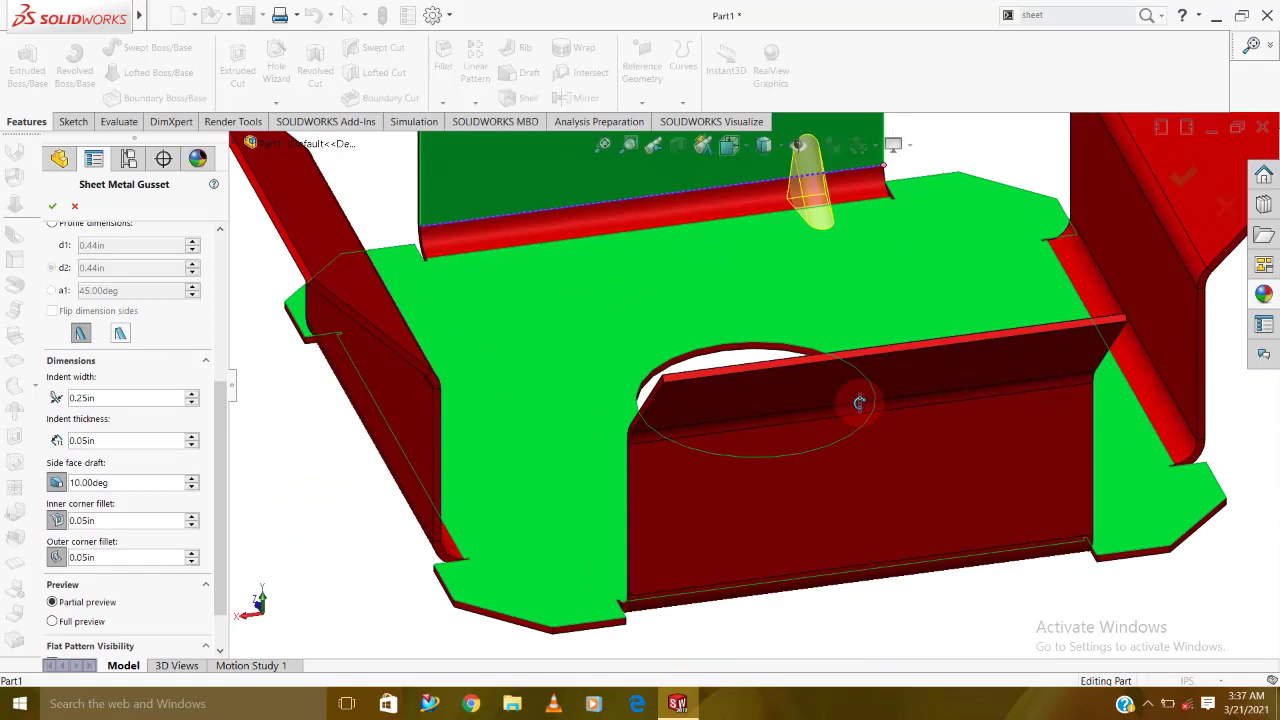 SOLIDWORKS
Part1 *
sheet
Extruded Boss/Base
Revolved Boss/Base
Swept Boss/Base
Lofted Boss/Base
Boundary Boss/Base
Extruded Cut
Hole Wizard
Revolved Cut
Swept Cut
Lofted Cut
Boundary Cut
Fillet
Linear Pattern
Rib
Draft
Shell
Wrap
Intersect
Mirror
Reference Geometry
Curves
Instant3D
RealView Graphics
Features
Sketch
Evaluate
DimXpert
Render Tools
SOLIDWORKS Add-Ins
Simulation
SOLIDWORKS MBD
Analysis Preparation
SOLIDWORKS Visualize
Part1 (Default<<De...
Sheet Metal Gusset
Profile dimensions:
d1: 0.44in
d2: 0.44in
a1: 45.00deg
Flip dimension sides
Dimensions
Indent width:
0.25in
Indent thickness:
0.05in
Side face draft:
10.00deg
Inner corner fillet:
0.05in
Outer corner fillet:
0.05in
Preview
Partial preview
Full preview
Flat Pattern Visibility
Y
Z
X
Activate Windows
Go to Settings to activate Windows.
Model
3D Views
Motion Study 1
Part1
Editing Part
IPS
Search the web and Windows
SW
2017
3:37 AM
3/21/2021